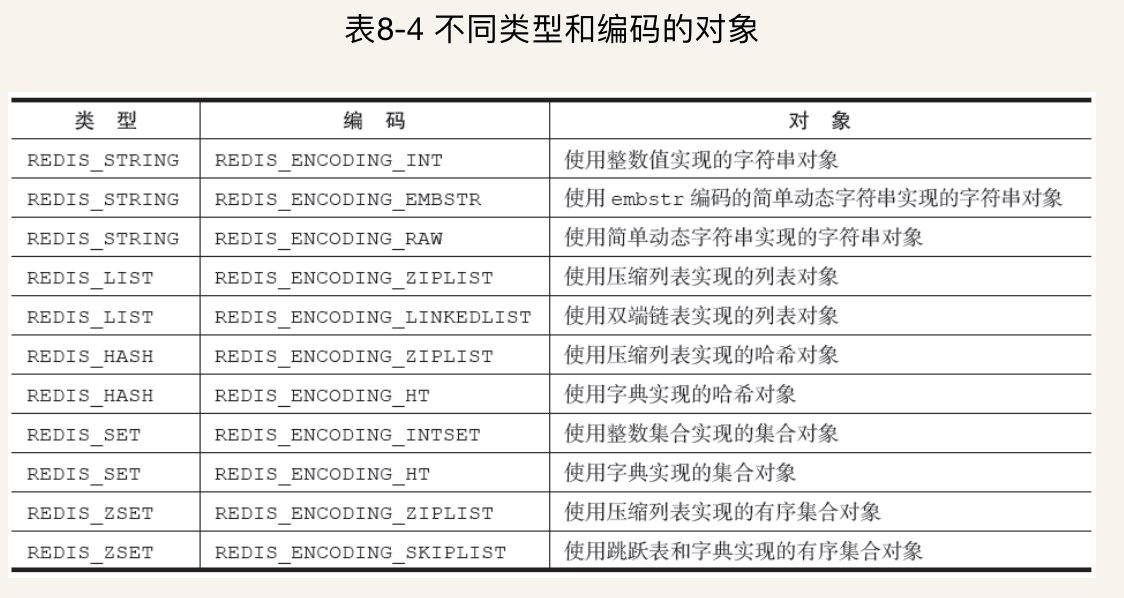 表8-4 不同类型和编码的对象
类 型 编 码 对 象
REDIS_STRING REDIS_ENCODING_INT 使用整数值实现的字符串对象
REDIS_STRING REDIS_ENCODING_EMBSTR 使用 embstr 编码的简单动态字符串实现的字符串对象
REDIS_STRING REDIS_ENCODING_RAW 使用简单动态字符串实现的字符串对象
REDIS_LIST REDIS_ENCODING_ZIPLIST 使用压缩列表实现的列表对象
REDIS_LIST REDIS_ENCODING_LINKEDLIST 使用双端链表实现的列表对象
REDIS_HASH REDIS_ENCODING_ZIPLIST 使用压缩列表实现的哈希对象
REDIS_HASH REDIS_ENCODING_HT 使用字典实现的哈希对象
REDIS_SET REDIS_ENCODING_INTSET 使用整数集合实现的集合对象
REDIS_SET REDIS_ENCODING_HT 使用字典实现的集合对象
REDIS_ZSET REDIS_ENCODING_ZIPLIST 使用压缩列表实现的有序集合对象
REDIS_ZSET REDIS_ENCODING_SKIPLIST 使用跳跃表和字典实现的有序集合对象